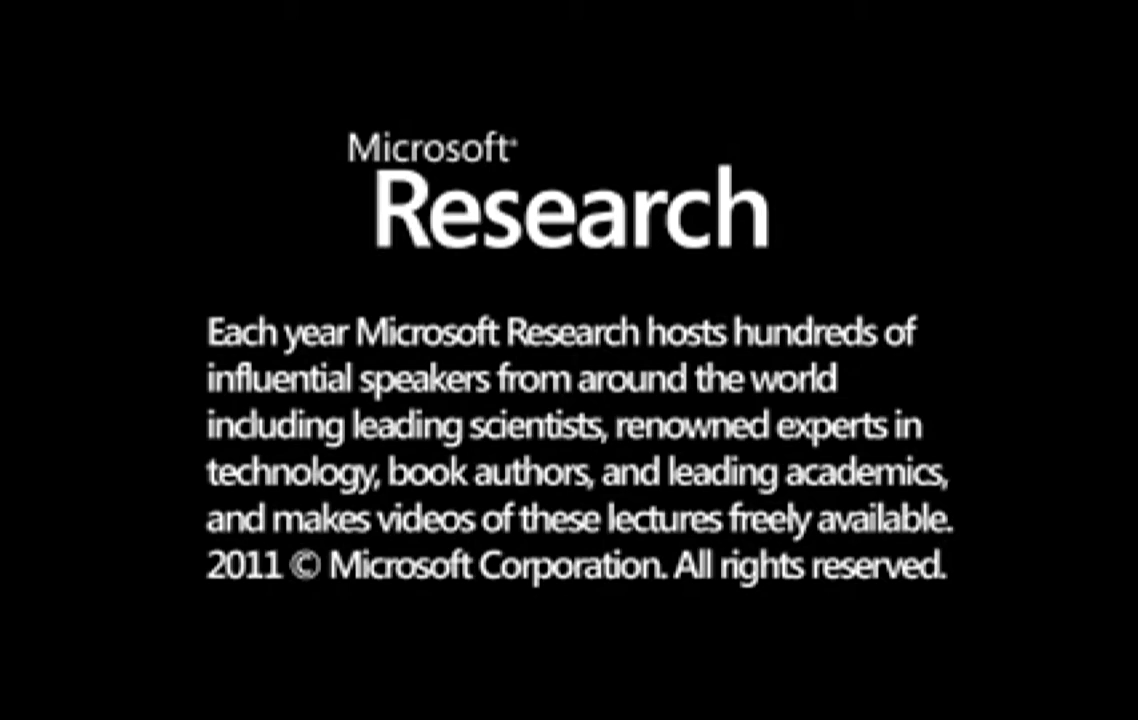 Microsoft®
Research
Each year Microsoft Research hosts hundreds of
influential speakers from around the world
including leading scientists, renowned experts in
technology, book authors, and leading academics,
and makes videos of these lectures freely available.
2011 © Microsoft Corporation. All rights reserved.